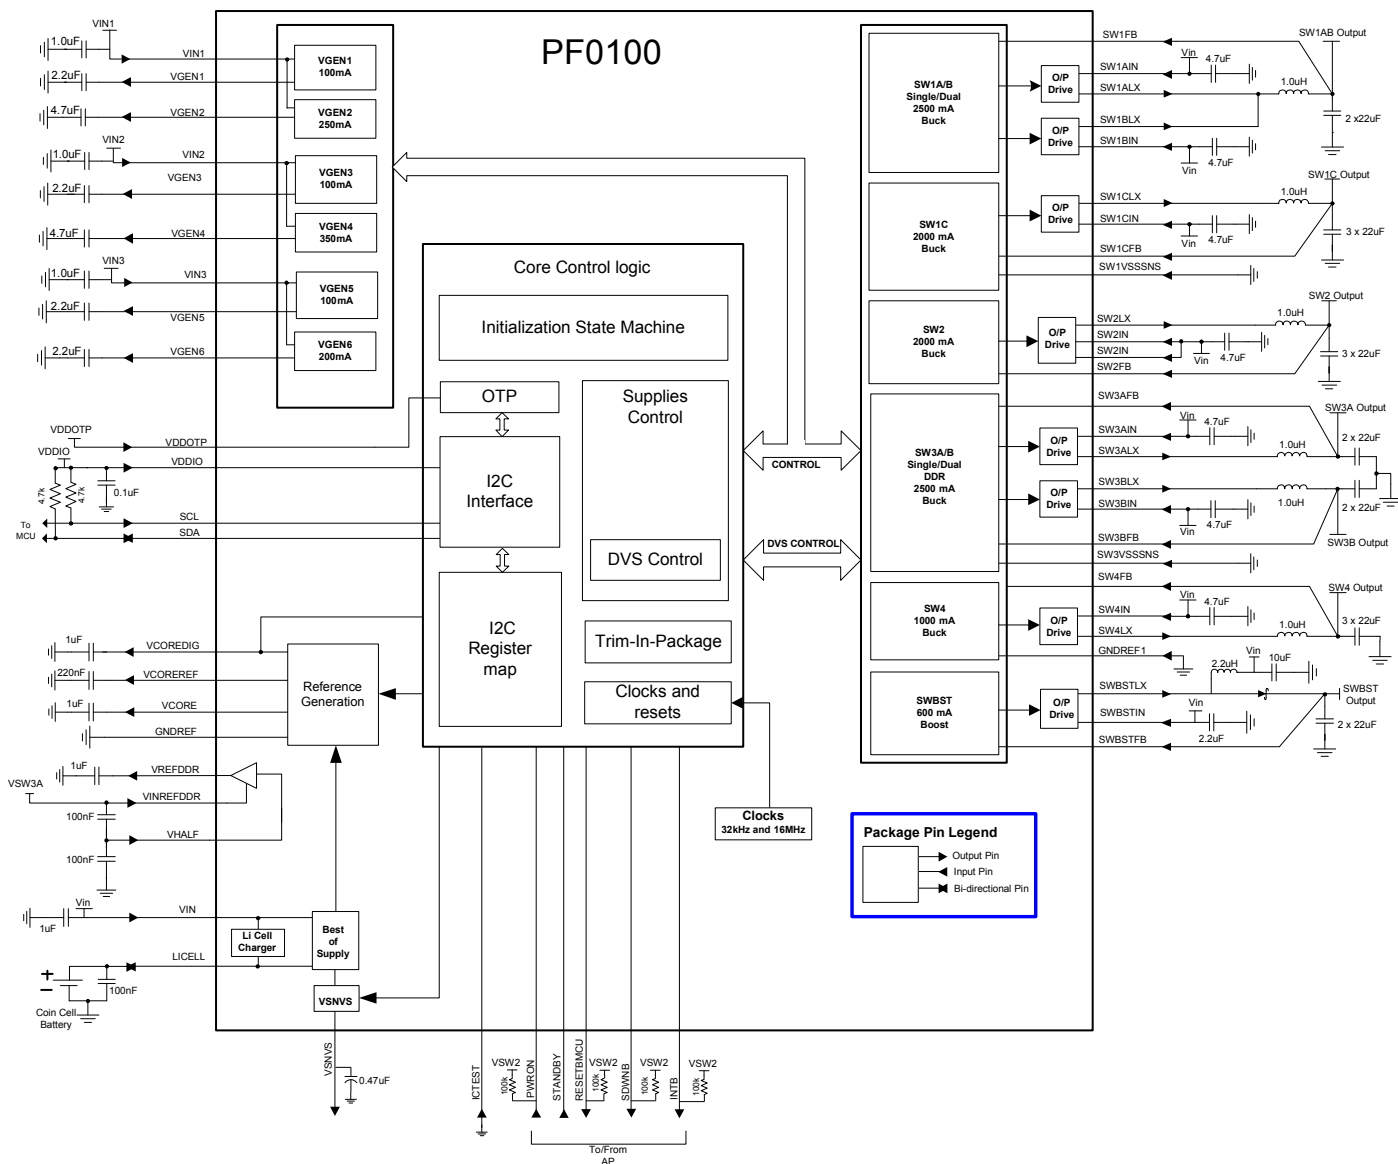 PF0100
VIN1
1.0uF
VIN1
2.2uF
VGEN1
4.7uF
VGEN2
VIN2
1.0uF
VIN2
VGEN3
2.2uF
4.7uF
VGEN4
VIN3
1.0uF
VIN3
2.2uF
VGEN5
2.2uF
VGEN6
VGEN1
100mA
VGEN2
250mA
VGEN3
100mA
VGEN4
350mA
VGEN5
100mA
VGEN6
200mA
VDDOTP
VDDOTP
VDDIO
VDDIO
4.7k
4.7k
0.1uF
To
MCU
SCL
SDA
1uF
VCOREDIG
220nF
VCOREREF
1uF
VCORE
GNDREF
1uF
VREFDDR
VSW3A
VINREFDDR
100nF
VHALF
100nF
Vin
VIN
1uF
LICELL
100nF
Coin Cell
Battery
Reference
Generation
Li Cell
Charger
Best
of
Supply
VSNVS
VSNVS
0.47uF
Core Control logic
Initialization State Machine
OTP
I2C
Interface
I2C
Register
map
Supplies
Control
DVS Control
Trim-In-Package
Clocks and
resets
Clocks
32kHz and 16MHz
CONTROL
DVS CONTROL
ICTEST
VSW2
100k
PWRON
STANDBY
RESETBMCU
VSW2
100k
SDWNB
VSW2
100k
INTB
VSW2
100k
To/From
AP
SW1A/B
Single/Dual
2500 mA
Buck
SW1C
2000 mA
Buck
SW2
2000 mA
Buck
SW3A/B
Single/Dual
DDR
2500 mA
Buck
SW4
1000 mA
Buck
SWBST
600 mA
Boost
O/P
Drive
O/P
Drive
O/P
Drive
O/P
Drive
O/P
Drive
O/P
Drive
O/P
Drive
O/P
Drive
SW1FB
SW1AB Output
Vin
4.7uF
SW1AIN
SW1ALX
1.0uH
SW1BLX
2 x22uF
SW1BIN
Vin
4.7uF
SW1C Output
SW1CLX
1.0uH
SW1CIN
Vin
4.7uF
3 x 22uF
SW1CFB
SW1VSSSNS
SW2 Output
SW2LX
1.0uH
SW2IN
SW2IN
Vin
4.7uF
3 x 22uF
SW2FB
SW3AFB
SW3A Output
Vin
4.7uF
SW3AIN
2 x 22uF
SW3ALX
1.0uH
SW3BLX
1.0uH
2 x 22uF
SW3BIN
Vin
4.7uF
SW3BFB
SW3B Output
SW3VSSSNS
SW4FB
SW4 Output
Vin
4.7uF
SW4IN
3 x 22uF
SW4LX
1.0uH
GNDREF1
Vin
10uF
2.2uH
SWBSTLX
SWBST
Output
Vin
SWBSTIN
2.2uF
2 x 22uF
SWBSTFB
Package Pin Legend
Output Pin
Input Pin
Bi-directional Pin